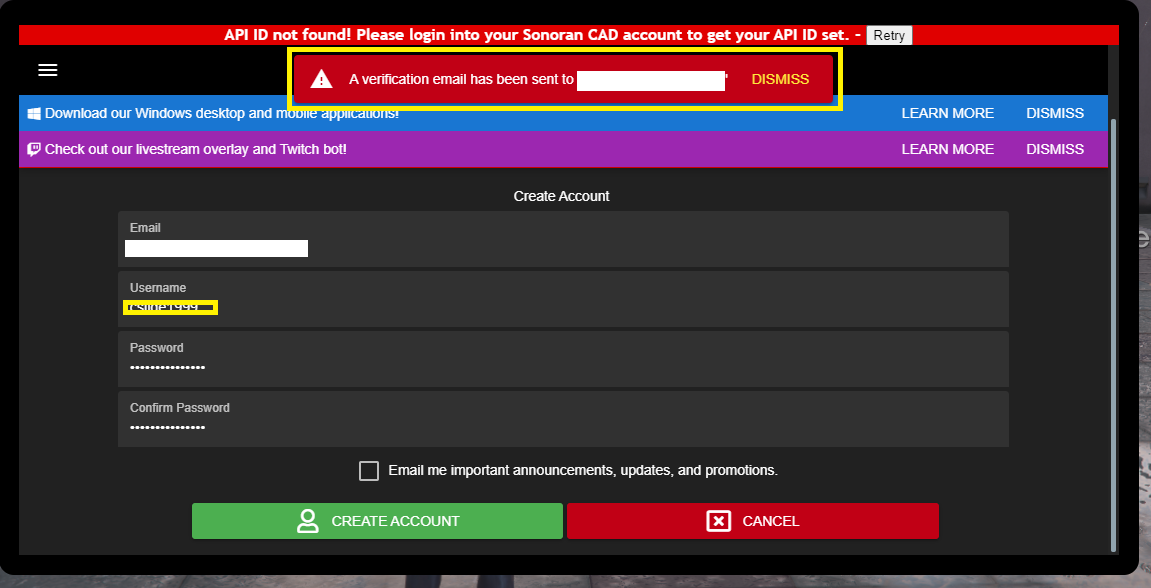 API ID not found! Please login into your Sonoran CAD account to get your API ID set. - Retry
A verification email has been sent to ' DISMISS
Download our Windows desktop and mobile applications! LEARN MORE DISMISS
Check out our livestream overlay and Twitch bot! LEARN MORE DISMISS
Create Account
Email
Username
Password
•••••••••••••••
Confirm Password
•••••••••••••••
Email me important announcements, updates, and promotions.
CREATE ACCOUNT CANCEL